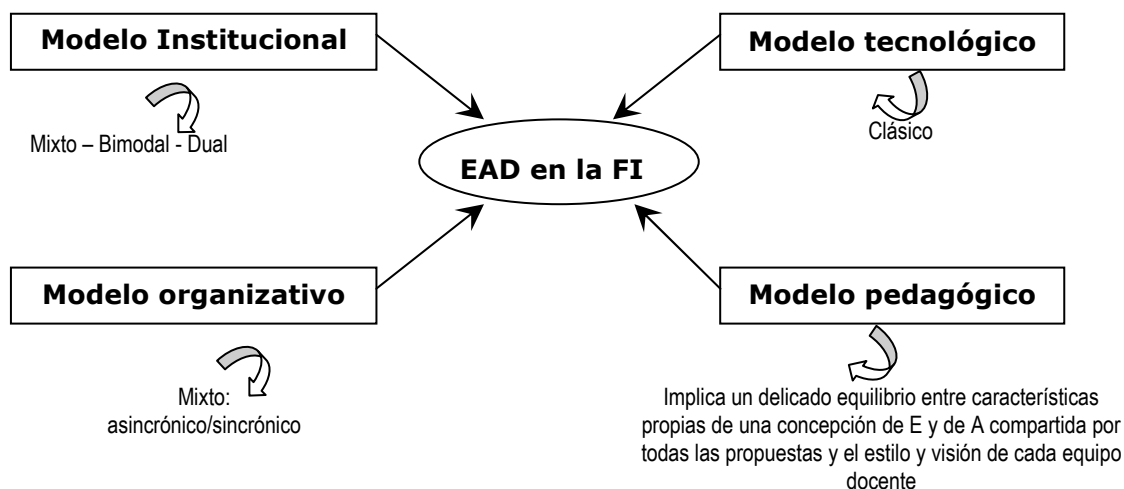 Modelo Institucional
Mixto – Bimodal - Dual
Modelo tecnológico
Clásico
EAD en la FI
Modelo organizativo
Mixto:
asincrónico/sincrónico
Modelo pedagógico
Implica un delicado equilibrio entre características
propias de una concepción de E y de A compartida por
todas las propuestas y el estilo y visión de cada equipo
docente